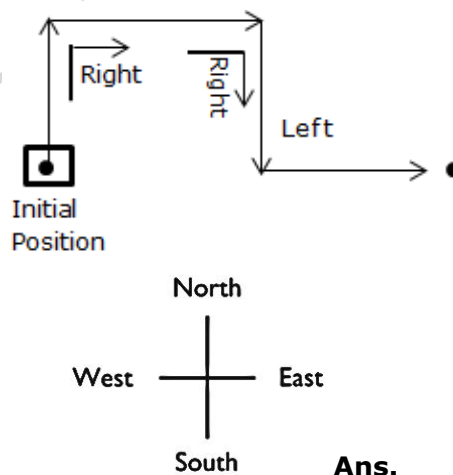 Right
Right
Left
Initial
Position
North
West East
South
Ans.